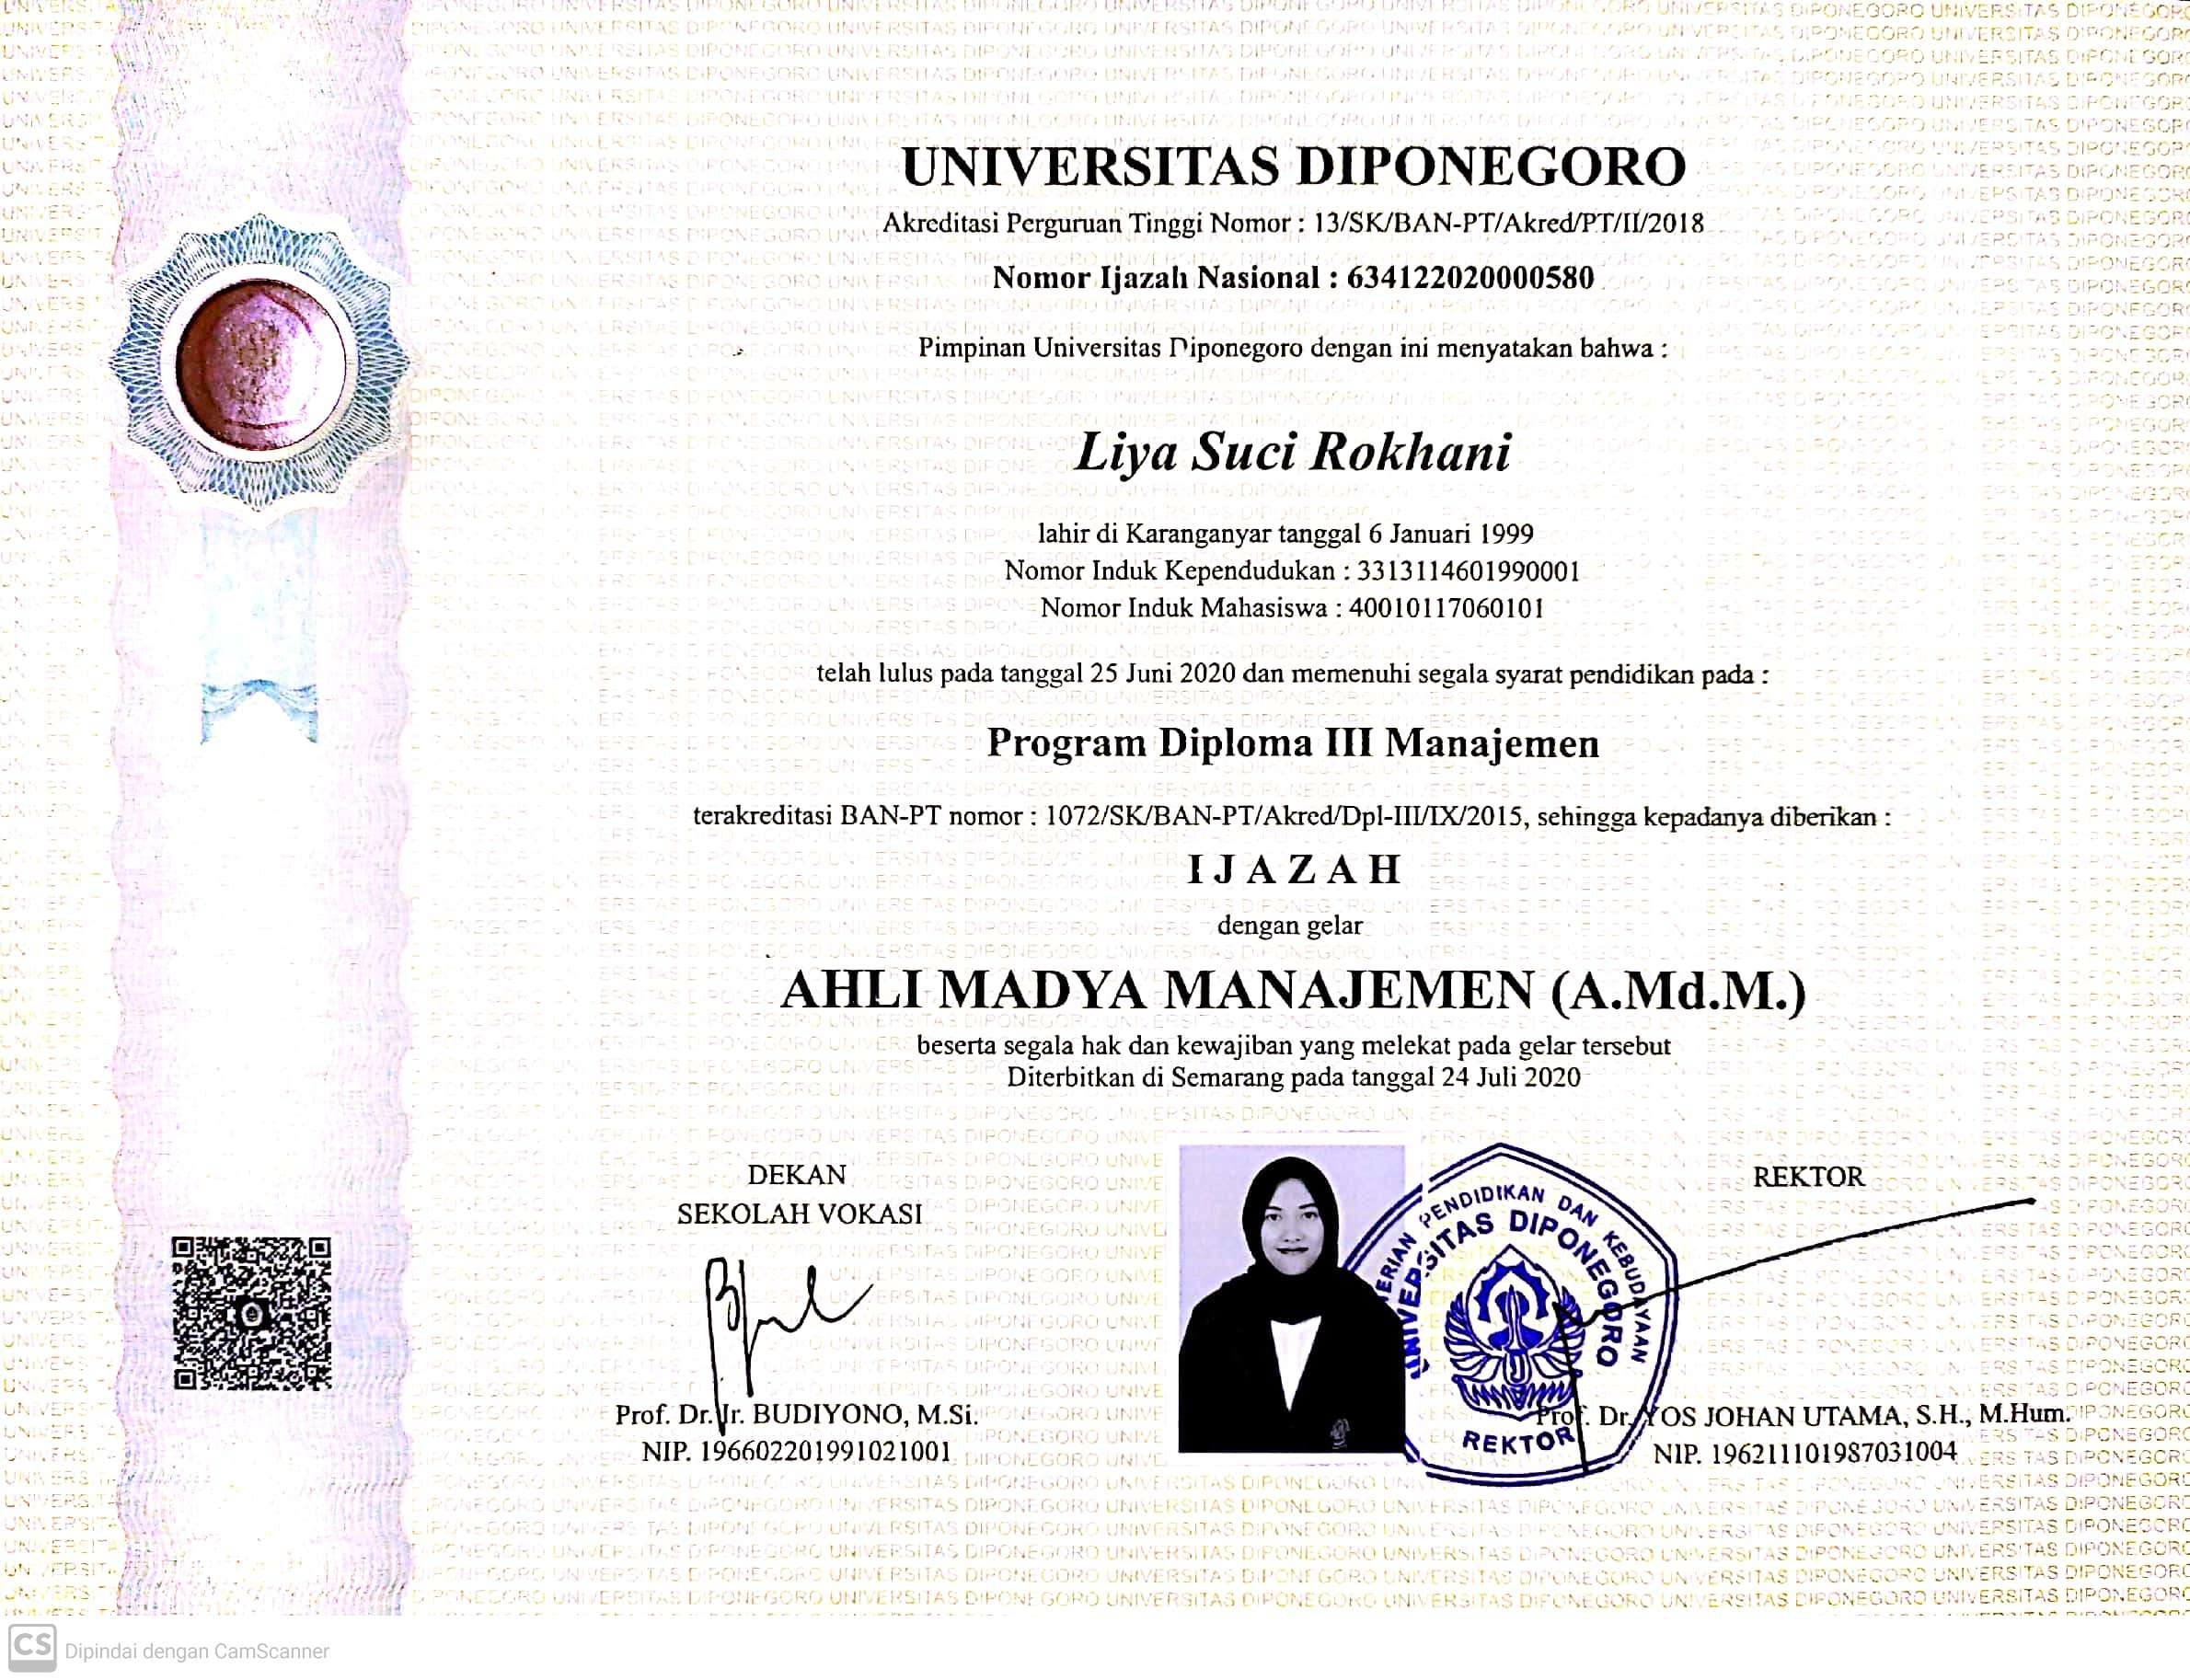 UNIVERSITAS DIPONEGORO
Akreditasi Perguruan Tinggi Nomor : 13/SK/BAN-PT/Akred/PT/II/2018
Nomor Ijazah Nasional : 634122020000580
Pimpinan Universitas Diponegoro dengan ini menyatakan bahwa :
Liya Suci Rokhani
lahir di Karanganyar tanggal 6 Januari 1999
Nomor Induk Kependudukan : 3313114601990001
Nomor Induk Mahasiswa : 40010117060101
telah lulus pada tanggal 25 Juni 2020 dan memenuhi segala syarat pendidikan pada :
Program Diploma III Manajemen
terakreditasi BAN-PT nomor : 1072/SK/BAN-PT/Akred/Dpl-III/IX/2015, sehingga kepadanya diberikan :
I J A Z A H
dengan gelar
AHLI MADYA MANAJEMEN (A.Md.M.)
beserta segala hak dan kewajiban yang melekat pada gelar tersebut
Diterbitkan di Semarang pada tanggal 24 Juli 2020
DEKAN
SEKOLAH VOKASI
Prof. Dr. Ir. BUDIYONO, M.Si.
NIP. 196602201991021001
PENDIDIKAN DAN KEBUDAYAAN
UNIVERSITAS DIPONEGORO
REKTOR
REKTOR
Prof. Dr. YOS JOHAN UTAMA, S.H., M.Hum.
NIP. 196211101987031004
CS Dipindai dengan CamScanner